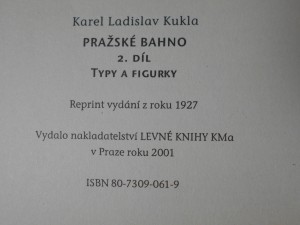 Karel Ladislav Kukla
PRAŽSKÉ BAHNO
2. DÍL
TYPY A FIGURKY
Reprint vydání z roku 1927
Vydalo nakladatelství LEVNÉ KNIHY KMa
v Praze roku 2001
ISBN 80-7309-061-9